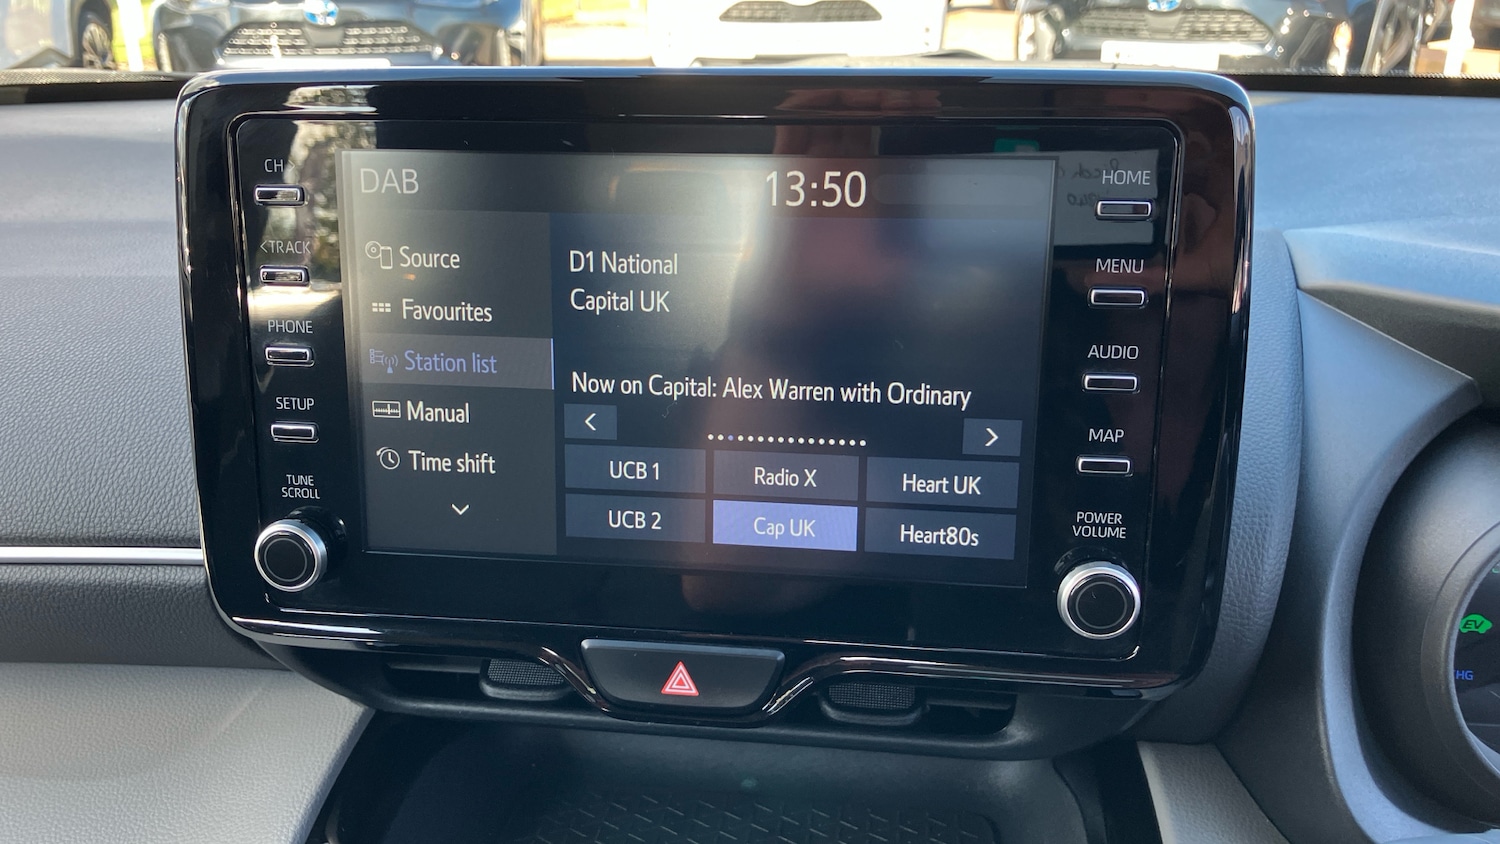 DAB
13:50
CH >
<TRACK
PHONE
SETUP
TUNE
SCROLL
Source
Favourites
Station list
Manual
Time shift
D1 National
Capital UK
Now on Capital: Alex Warren with Ordinary
UCB 1
Radio X
Heart UK
UCB 2
Cap UK
Heart80s
HOME
MENU
AUDIO
MAP
POWER
VOLUME
EV
HG